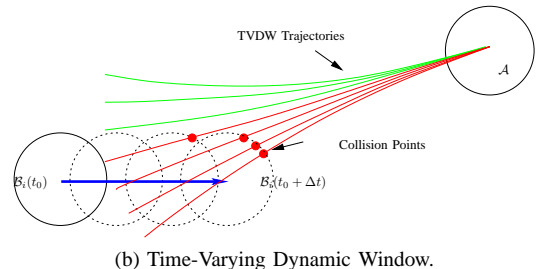 TVDW Trajectories
𝒜
Collision Points
ℬᵢ(t₀)
ℬᵢ(t₀ + Δt)
(b) Time-Varying Dynamic Window.